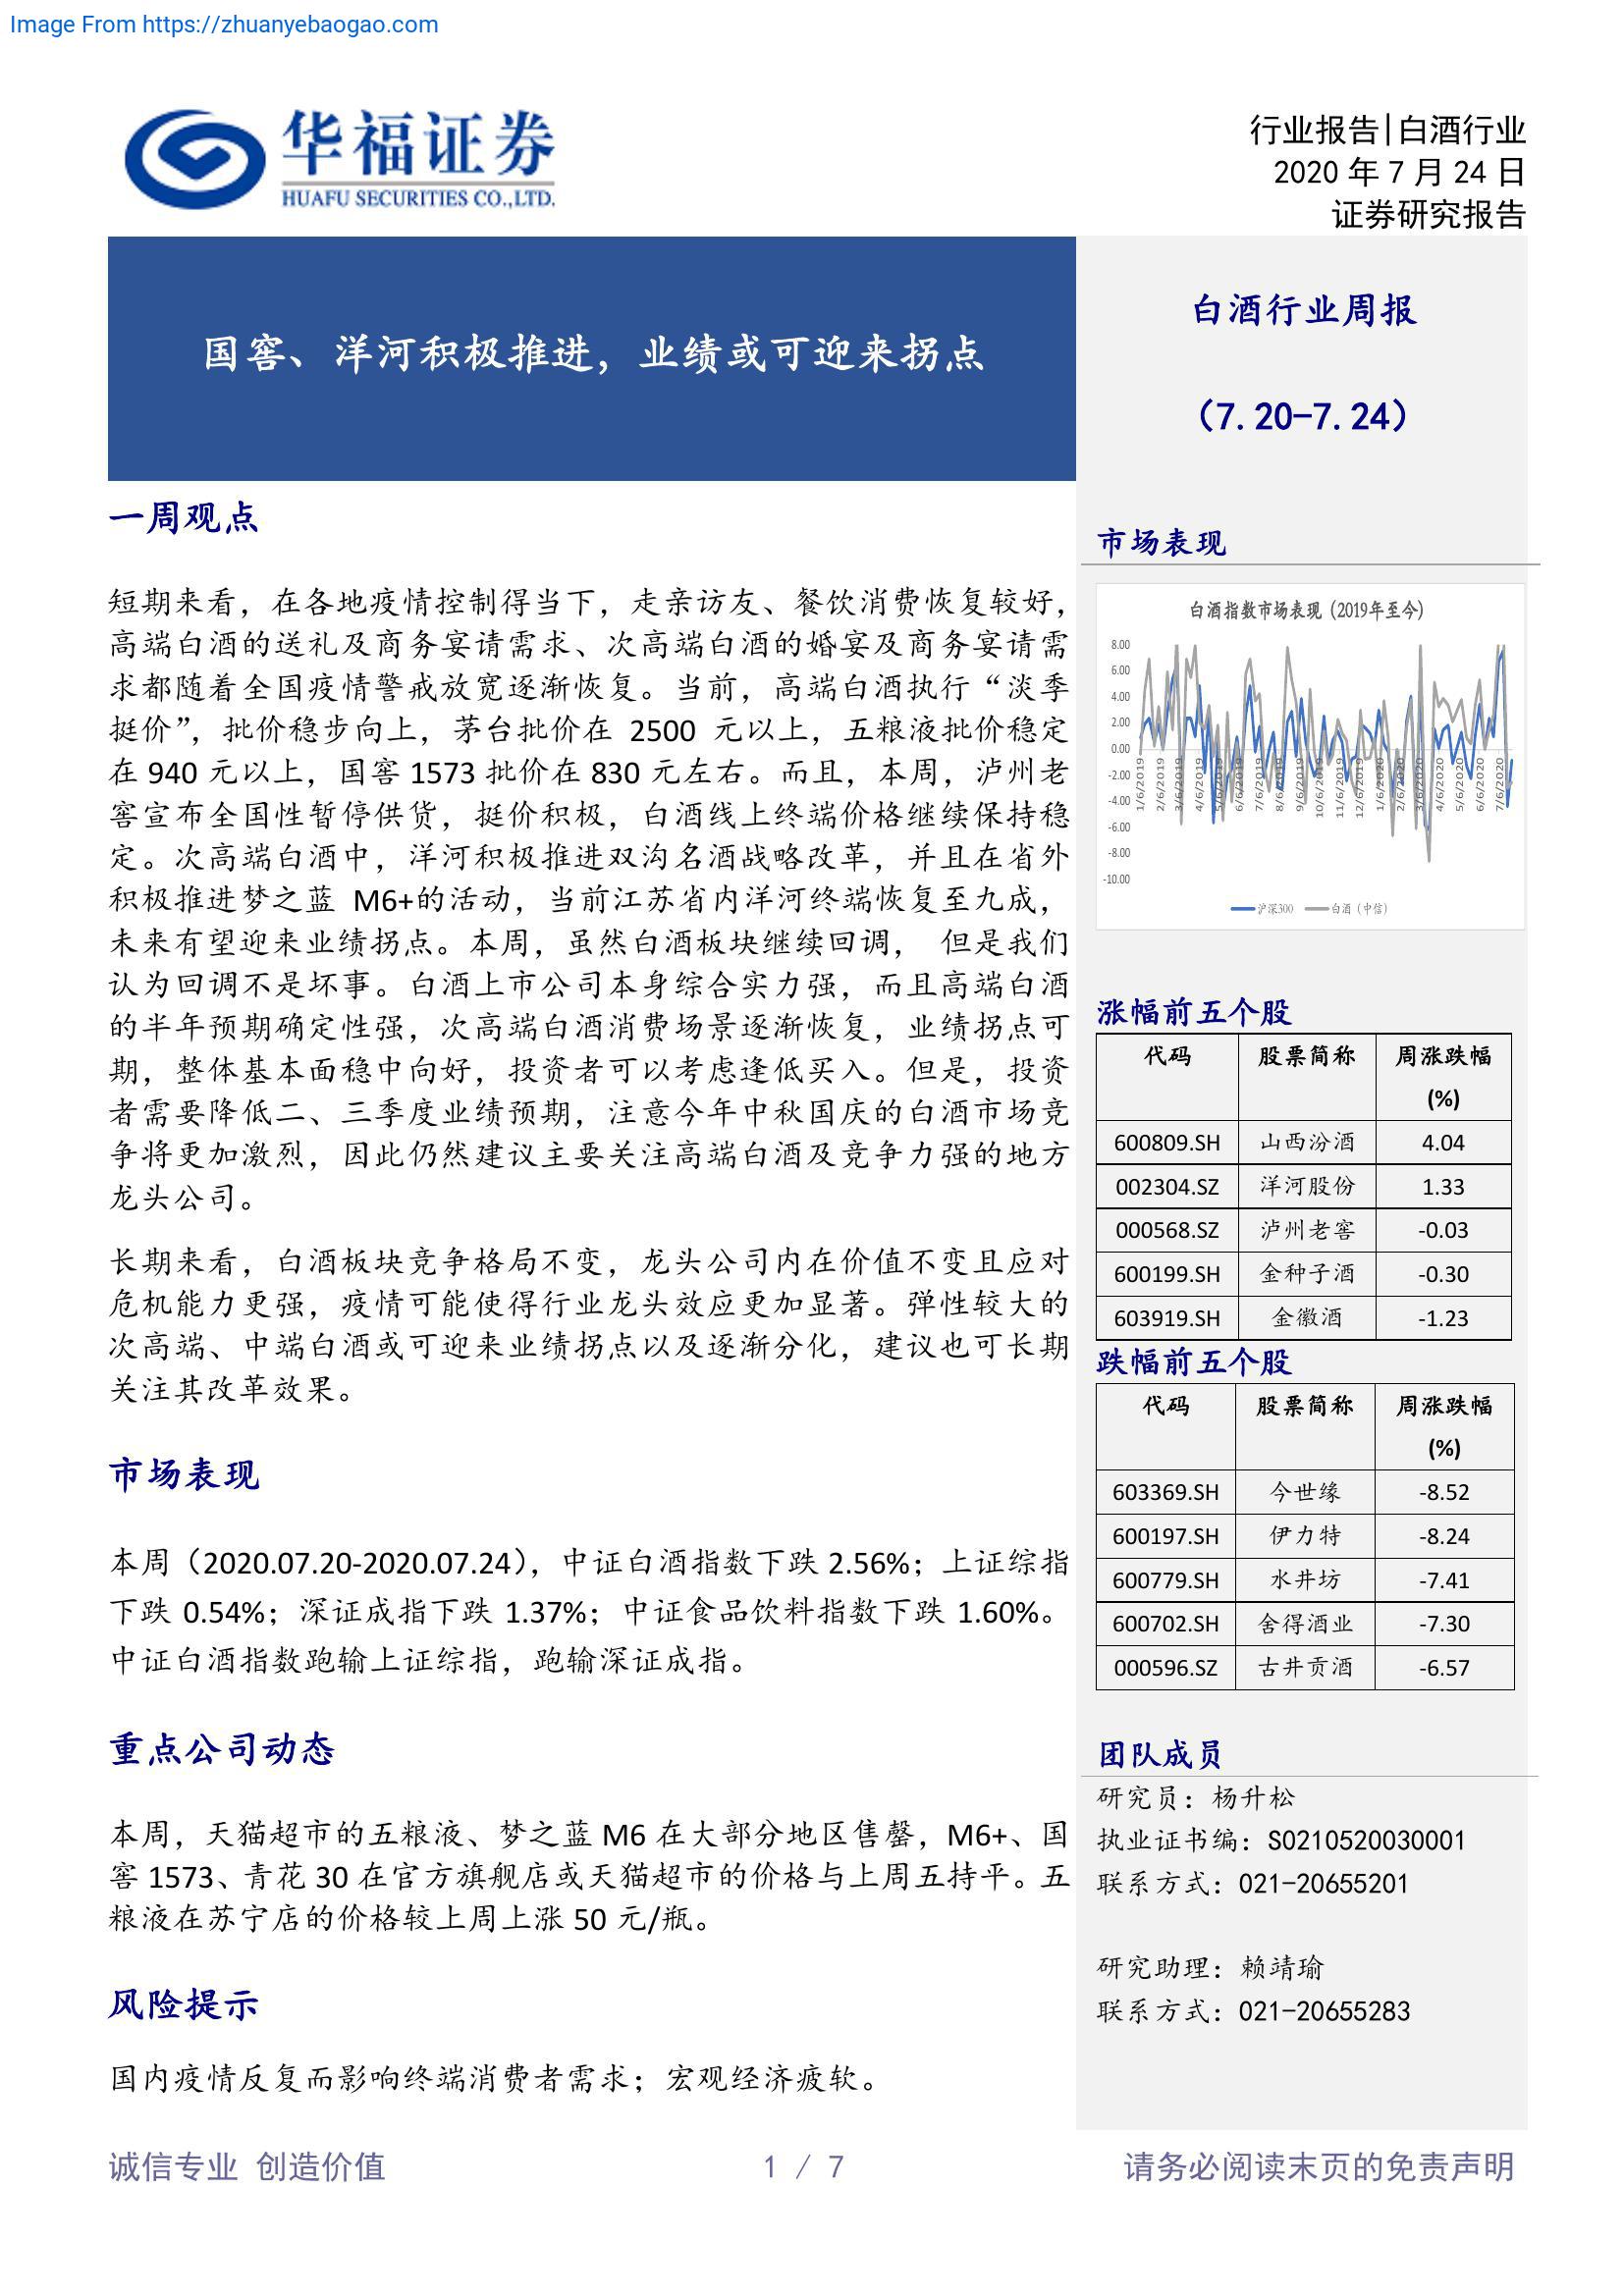 Image From https://zhuanyebaogao.com
华福证券
HUAFU SECURITIES CO.,LTD.
行业报告|白酒行业
2020 年 7 月 24 日
证券研究报告
国窖、洋河积极推进，业绩或可迎来拐点
白酒行业周报
（7.20-7.24）
一周观点
短期来看，在各地疫情控制得当下，走亲访友、餐饮消费恢复较好，
高端白酒的送礼及商务宴请需求、次高端白酒的婚宴及商务宴请需
求都随着全国疫情警戒放宽逐渐恢复。当前，高端白酒执行“淡季
挺价”，批价稳步向上，茅台批价在 2500 元以上，五粮液批价稳定
在 940 元以上，国窖 1573 批价在 830 元左右。而且，本周，泸州老
窖宣布全国性暂停供货，挺价积极，白酒线上终端价格继续保持稳
定。次高端白酒中，洋河积极推进双沟名酒战略改革，并且在省外
积极推进梦之蓝 M6+的活动，当前江苏省内洋河终端恢复至九成，
未来有望迎来业绩拐点。本周，虽然白酒板块继续回调， 但是我们
认为回调不是坏事。白酒上市公司本身综合实力强，而且高端白酒
的半年预期确定性强，次高端白酒消费场景逐渐恢复，业绩拐点可
期，整体基本面稳中向好，投资者可以考虑逢低买入。但是，投资
者需要降低二、三季度业绩预期，注意今年中秋国庆的白酒市场竞
争将更加激烈，因此仍然建议主要关注高端白酒及竞争力强的地方
龙头公司。
长期来看，白酒板块竞争格局不变，龙头公司内在价值不变且应对
危机能力更强，疫情可能使得行业龙头效应更加显著。弹性较大的
次高端、中端白酒或可迎来业绩拐点以及逐渐分化，建议也可长期
关注其改革效果。
市场表现
本周（2020.07.20-2020.07.24），中证白酒指数下跌 2.56%；上证综指
下跌 0.54%；深证成指下跌 1.37%；中证食品饮料指数下跌 1.60%。
中证白酒指数跑输上证综指，跑输深证成指。
重点公司动态
本周，天猫超市的五粮液、梦之蓝 M6 在大部分地区售罄，M6+、国
窖 1573、青花 30 在官方旗舰店或天猫超市的价格与上周五持平。五
粮液在苏宁店的价格较上周上涨 50 元/瓶。
风险提示
国内疫情反复而影响终端消费者需求；宏观经济疲软。
市场表现
白酒指数市场表现（2019年至今）
8.00
6.00
4.00
2.00
0.00
-2.00
-4.00
-6.00
-8.00
-10.00
1/6/2019
2/6/2019
3/6/2019
4/6/2019
5/6/2019
6/6/2019
7/6/2019
8/6/2019
9/6/2019
10/6/2019
11/6/2019
12/6/2019
1/6/2020
2/6/2020
3/6/2020
4/6/2020
5/6/2020
6/6/2020
7/6/2020
沪深300 白酒（中信）
涨幅前五个股
代码 股票简称 周涨跌幅
(%)
600809.SH 山西汾酒 4.04
002304.SZ 洋河股份 1.33
000568.SZ 泸州老窖 -0.03
600199.SH 金种子酒 -0.30
603919.SH 金徽酒 -1.23
跌幅前五个股
代码 股票简称 周涨跌幅
(%)
603369.SH 今世缘 -8.52
600197.SH 伊力特 -8.24
600779.SH 水井坊 -7.41
600702.SH 舍得酒业 -7.30
000596.SZ 古井贡酒 -6.57
团队成员
研究员：杨升松
执业证书编：S0210520030001
联系方式：021-20655201
研究助理：赖靖瑜
联系方式：021-20655283
诚信专业 创造价值
1 / 7
请务必阅读末页的免责声明